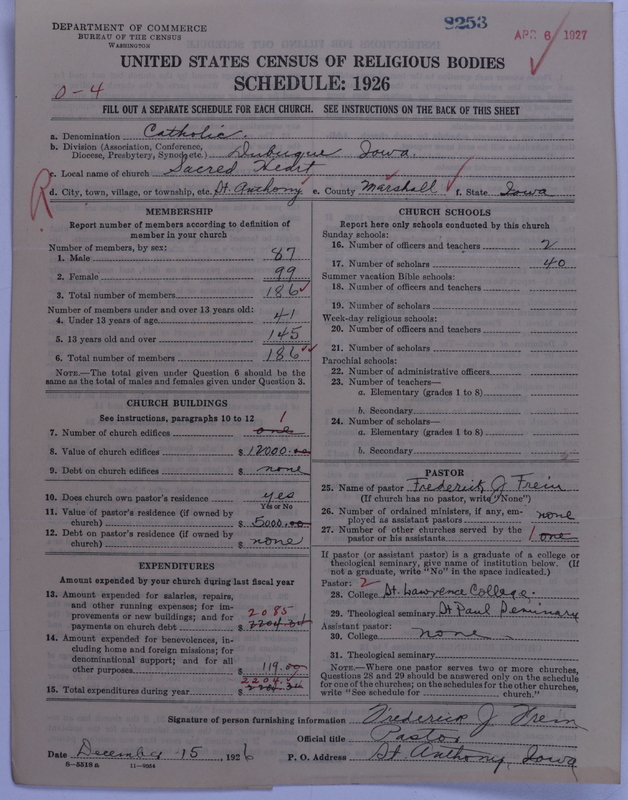 DEPARTMENT OF COMMERCE
BUREAU OF THE CENSUS
WASHINGTON
9253
APR 6 1927
UNITED STATES CENSUS OF RELIGIOUS BODIES
SCHEDULE: 1926
0-4
FILL OUT A SEPARATE SCHEDULE FOR EACH CHURCH. SEE INSTRUCTIONS ON THE BACK OF THIS SHEET
a. Denomination Catholic.
b. Division (Association, Conference, Diocese, Presbytery, Synod, etc.) Dubuque Iowa.
c. Local name of church Sacred Heart
R
d. City, town, village, or township, etc. St. Anthony e. County Marshall f. State Iowa
MEMBERSHIP
Report number of members according to definition of
member in your church
Number of members, by sex:
1. Male 87
2. Female 99
3. Total number of members 186
Number of members under and over 13 years old:
4. Under 13 years of age 41
5. 13 years old and over 145
6. Total number of members 186
NOTE.—The total given under Question 6 should be
same as the total of males and females given under Question 3.
CHURCH BUILDINGS
See instructions, paragraphs 10 to 12
7. Number of church edifices one 1
8. Value of church edifices $ 12000.00
9. Debt on church edifices $ none
10. Does church own pastor's residence yes
Yes or No
11. Value of pastor's residence (if owned by
church) $ 5000.00
12. Debt on pastor's residence (if owned by
church) $ none
EXPENDITURES
Amount expended by your church during last fiscal year
13. Amount expended for salaries, repairs,
and other running expenses; for im-
provements or new buildings; and for
payments on church debt $ 2204.34 2085
14. Amount expended for benevolences, in-
cluding home and foreign missions; for
denominational support; and for all
other purposes $ 119.00
2204.
15. Total expenditures during year $ 2204.34
CHURCH SCHOOLS
Report here only schools conducted by this church
Sunday schools:
16. Number of officers and teachers 2
17. Number of scholars 40
Summer vacation Bible schools:
18. Number of officers and teachers
19. Number of scholars
Week-day religious schools:
20. Number of officers and teachers
21. Number of scholars
Parochial schools:
22. Number of administrative officers
23. Number of teachers—
a. Elementary (grades 1 to 8)
b. Secondary
24. Number of scholars—
a. Elementary (grades 1 to 8)
b. Secondary
PASTOR
25. Name of pastor Frederick J Frein
(If church has no pastor, write "None")
26. Number of ordained ministers, if any, em-
ployed as assistant pastors none
27. Number of other churches served by the
pastor or his assistants 1 one
If pastor (or assistant pastor) is a graduate of a college or
theological seminary, give name of institution below. (If
not a graduate, write "No" in the space indicated.)
Pastor: 2
28. College St. Lawrence College.
29. Theological seminary St Paul Seminary
Assistant pastor:
30. College none
31. Theological seminary
NOTE.—Where one pastor serves two or more churches,
Questions 28 and 29 should be answered only on the schedule
for one of the churches; on the schedules for the other churches,
write "See schedule for church."
Signature of person furnishing information Frederick J Frein
Official title Pastor
Date December 15, 1926 P. O. Address St Anthony, Iowa
8-5518a 11-9054